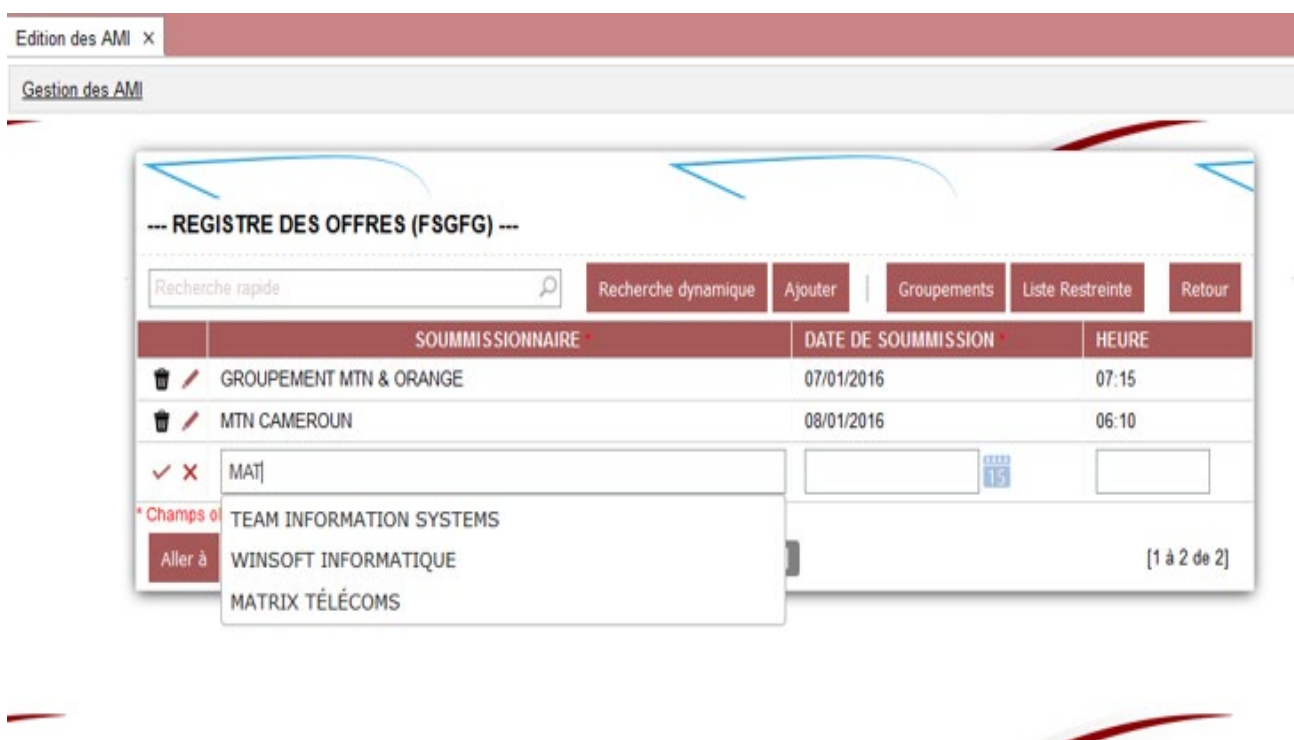 Edition des AMI ×
Gestion des AMI
--- REGISTRE DES OFFRES (FSGFG) ---
Recherche rapide Recherche dynamique Ajouter | Groupements Liste Restreinte Retour
SOUMMISSIONNAIRE * DATE DE SOUMMISSION * HEURE
GROUPEMENT MTN & ORANGE 07/01/2016 07:15
MTN CAMEROUN 08/01/2016 06:10
MAT 15
* Champs
TEAM INFORMATION SYSTEMS
Aller à WINSOFT INFORMATIQUE [1 à 2 de 2]
MATRIX TÉLÉCOMS